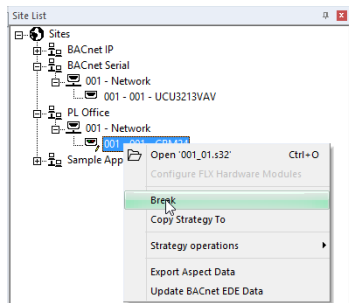 Site List
Sites
BACnet IP
BACnet Serial
001 - Network
001 - 001 - UCU3213VAV
PL Office
001 - Network
001 - 001 - CPM24
Sample App
Open '001_01.s32' Ctrl+O
Configure FLX Hardware Modules
Break
Copy Strategy To
Strategy operations
Export Aspect Data
Update BACnet EDE Data